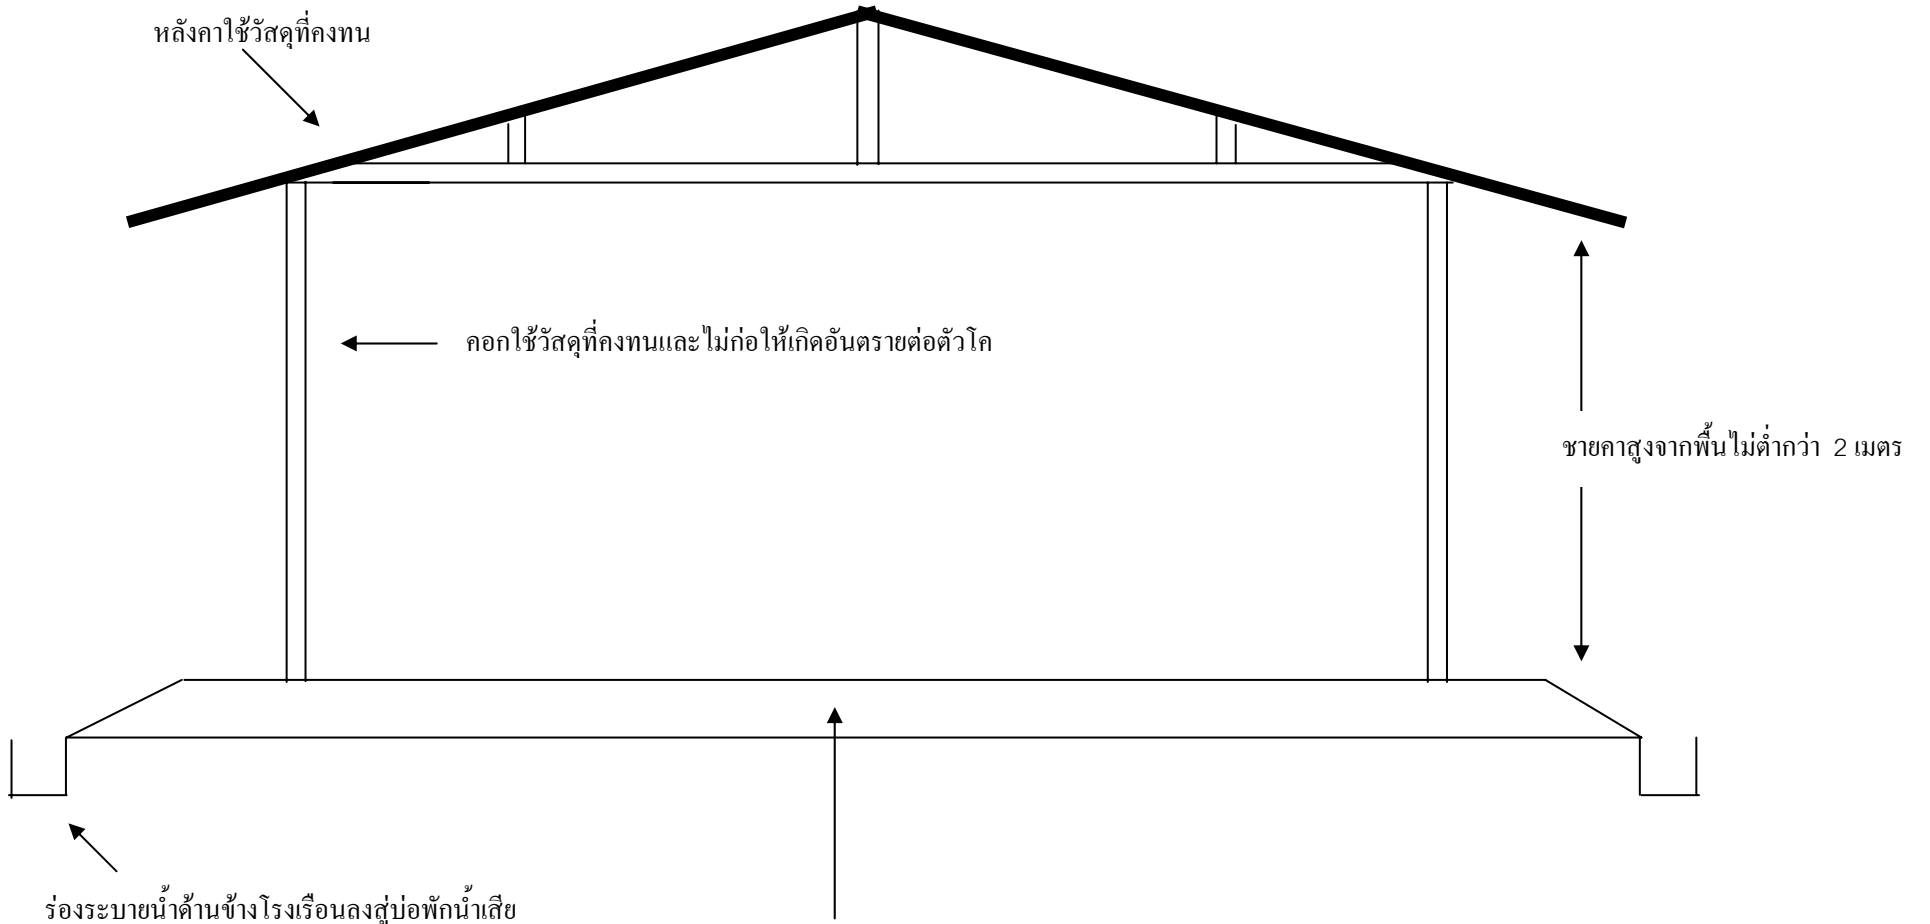 หลังคาใช้วัสดุที่คงทน
คอกใช้วัสดุที่คงทนและไม่ก่อให้เกิดอันตรายต่อตัวโค
ชายคาสูงจากพื้นไม่ต่ำกว่า 2 เมตร
ร่องระบายน้ำด้านข้างโรงเรือนลงสู่บ่อพักน้ำเสีย